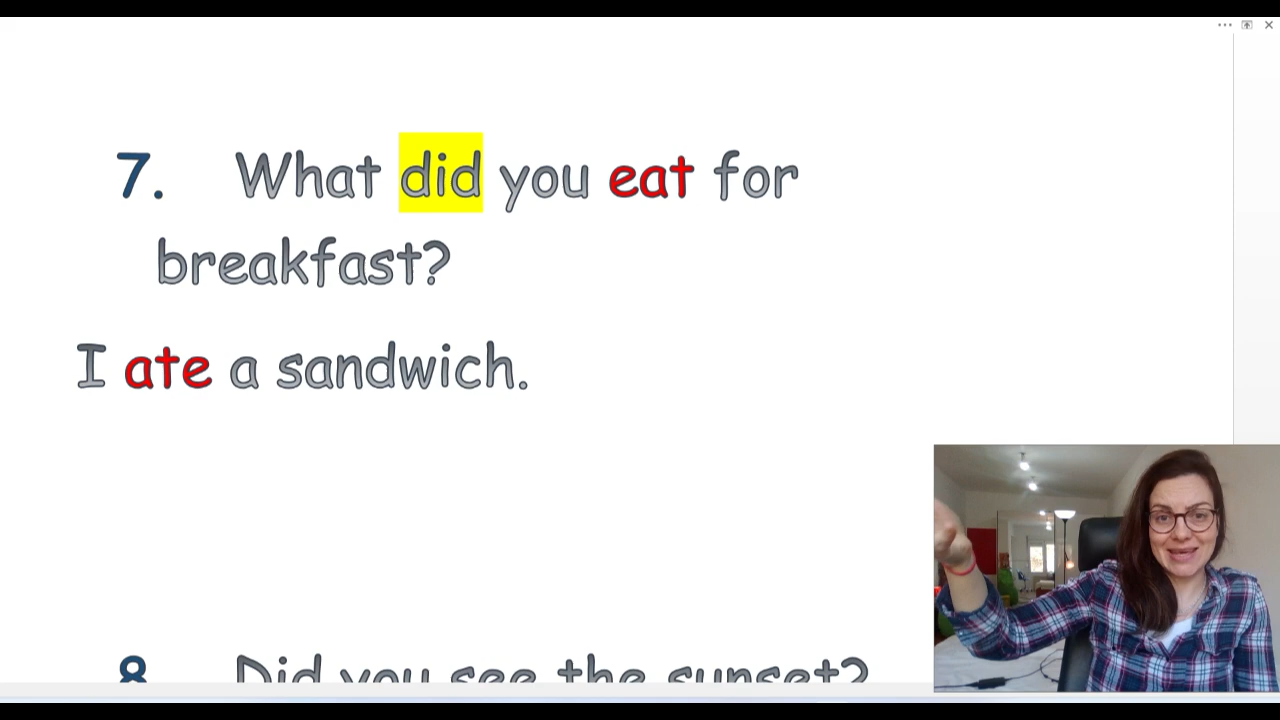 7. What did you eat for
breakfast?
I ate a sandwich.
8 Did you see the sunset?